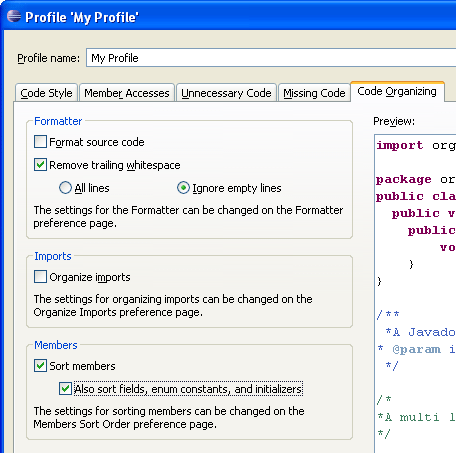 Profile 'My Profile'
Profile name: My Profile
Code Style Member Accesses Unnecessary Code Missing Code Code Organizing
Formatter
Format source code
Remove trailing whitespace
All lines Ignore empty lines
The settings for the Formatter can be changed on the Formatter
preference page.
Imports
Organize imports
The settings for organizing imports can be changed on the
Organize Imports preference page.
Members
Sort members
Also sort fields, enum constants, and initializers
The settings for sorting members can be changed on the
Members Sort Order preference page.
Preview:
import org
package or
public cla
public v
public
vo
}
}
/**
*A Javado
* @param i
*/
/*
*A multi l
*/